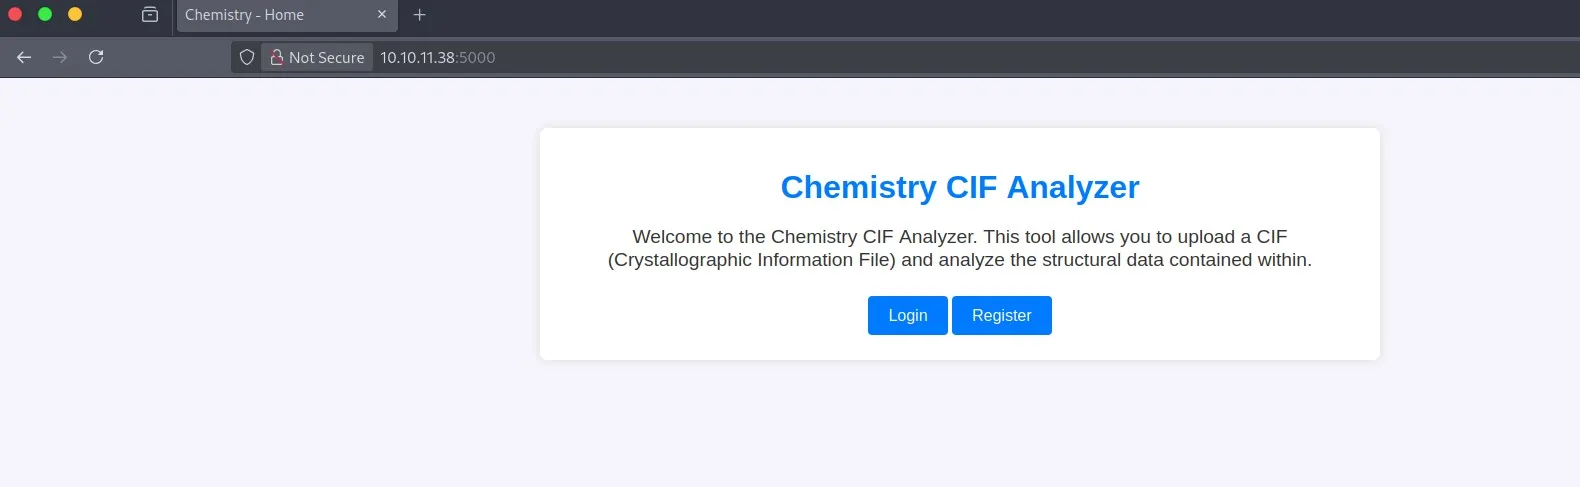 Chemistry - Home
Not Secure 10.10.11.38:5000
Chemistry CIF Analyzer
Welcome to the Chemistry CIF Analyzer. This tool allows you to upload a CIF
(Crystallographic Information File) and analyze the structural data contained within.
Login Register